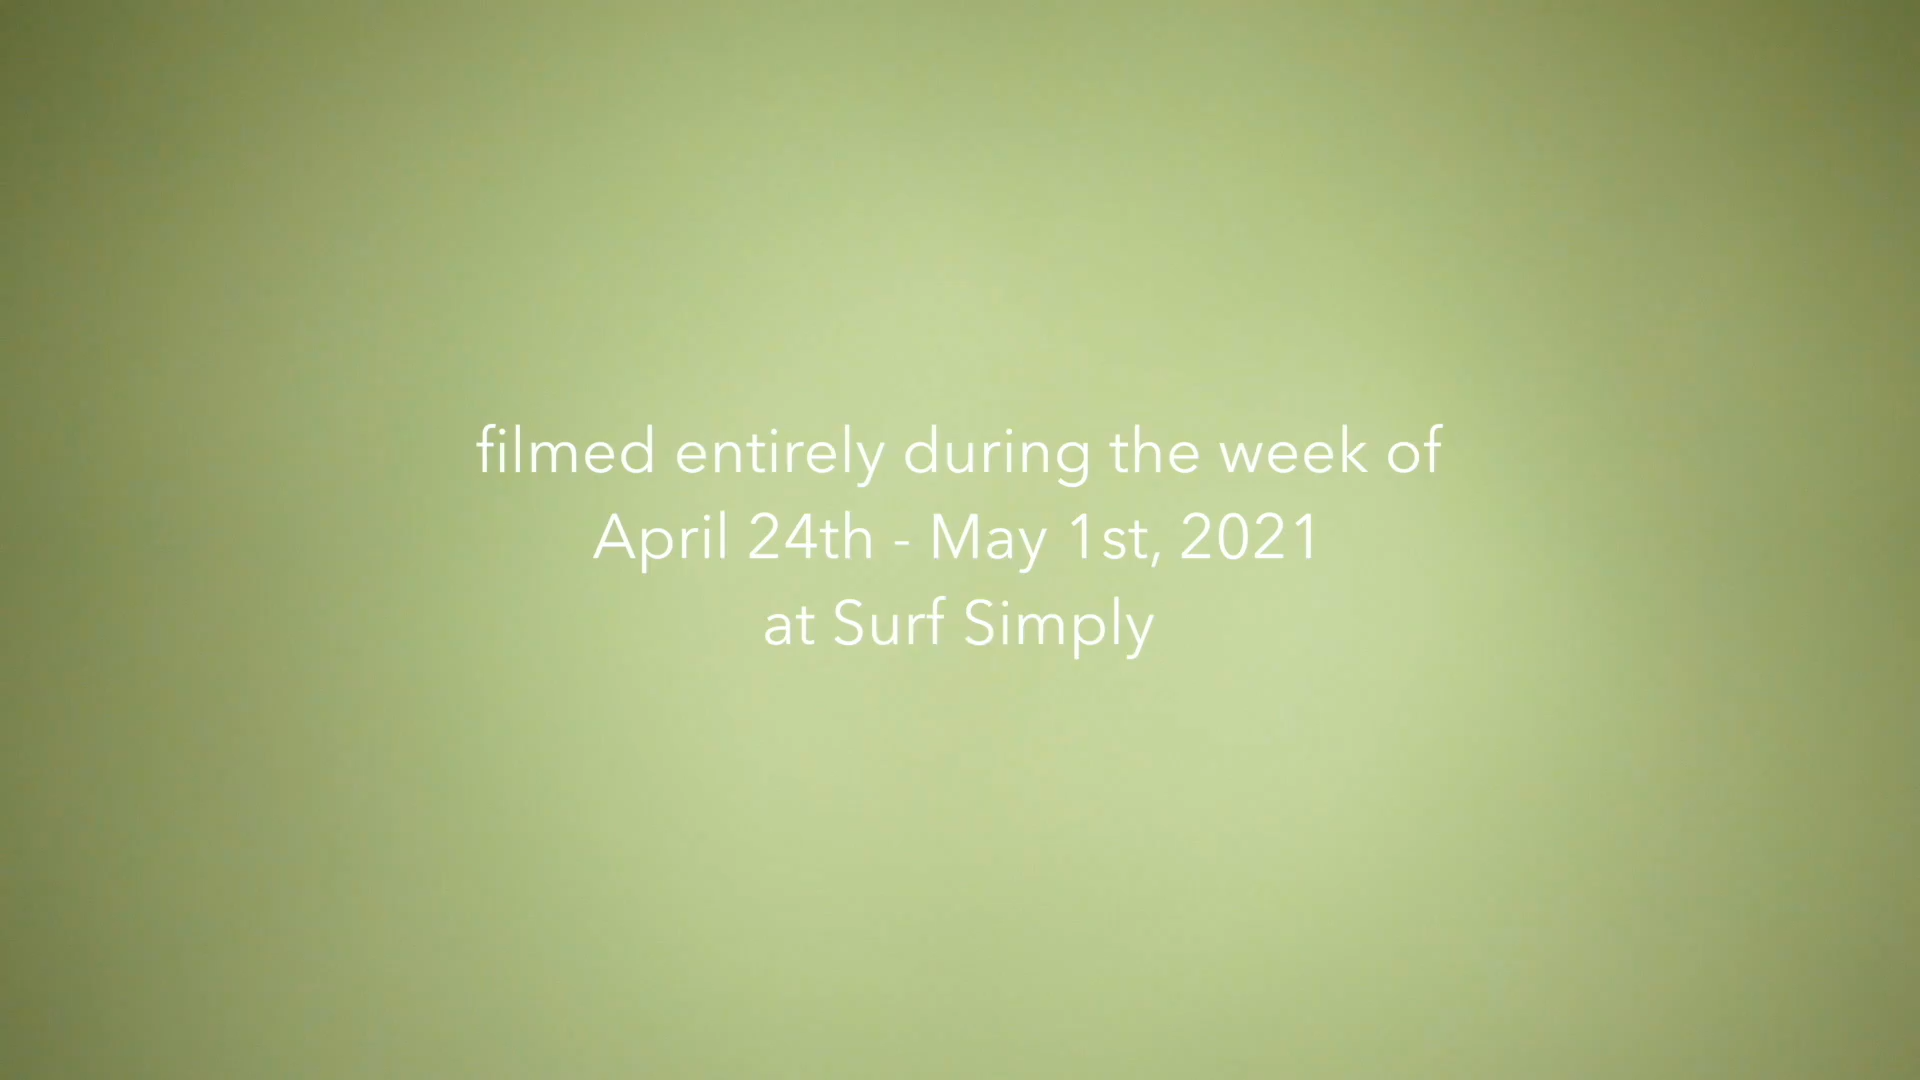 filmed entirely during the week of
April 24th - May 1st, 2021
at Surf Simply